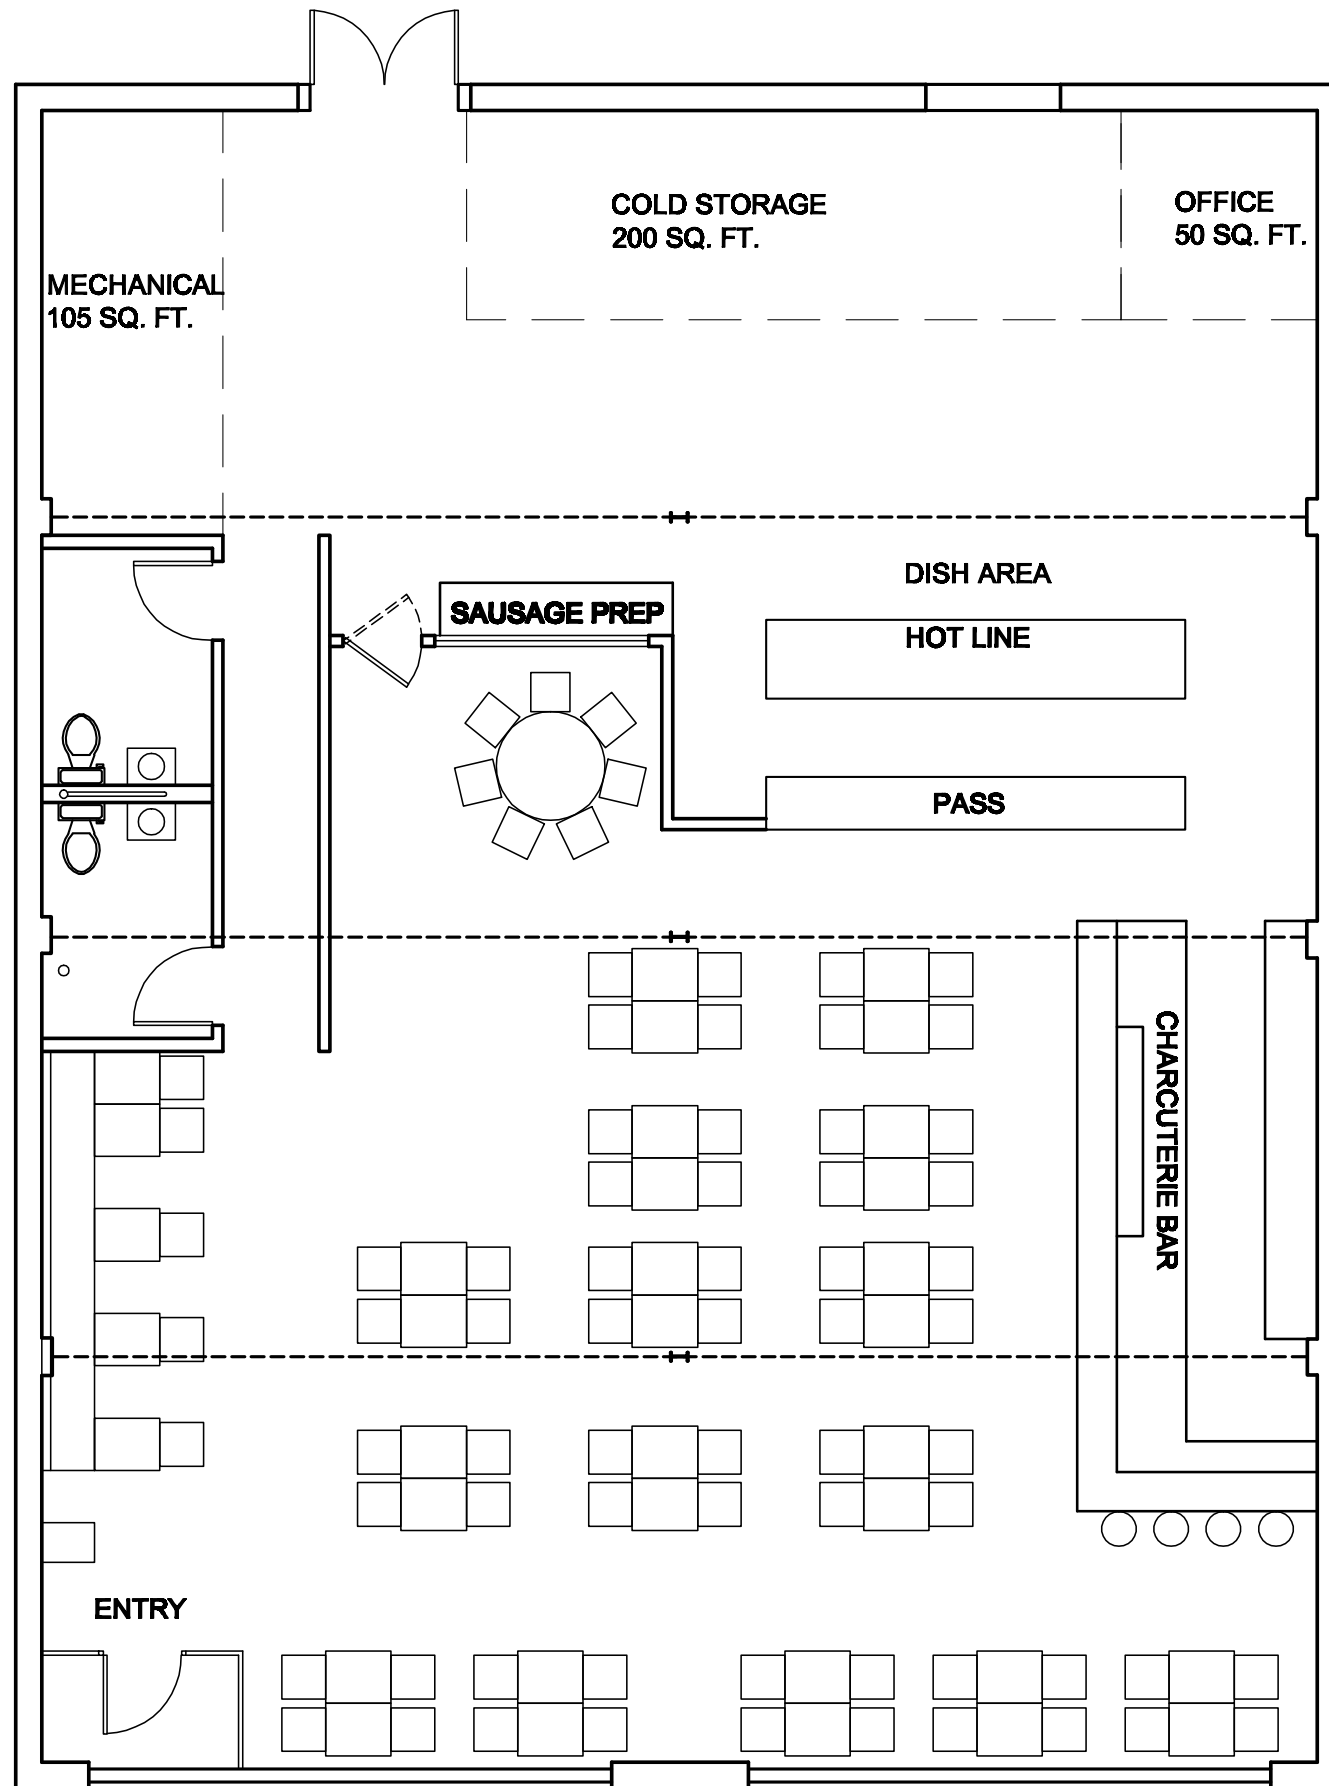 COLD STORAGE
200 SQ. FT.
OFFICE
50 SQ. FT.
MECHANICAL
105 SQ. FT.
DISH AREA
SAUSAGE PREP
HOT LINE
PASS
CHARCUTERIE BAR
ENTRY